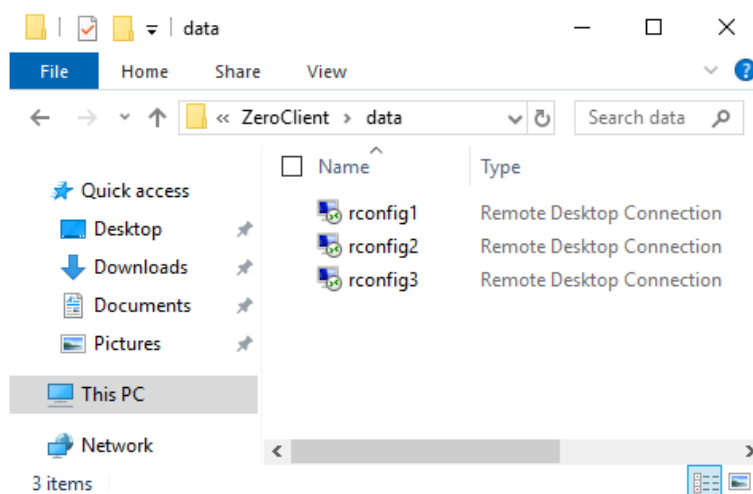 data
File Home Share View
« ZeroClient › data Search data
Name Type
Quick access
Desktop
Downloads
Documents
Pictures
This PC
Network
rconfig1 Remote Desktop Connection
rconfig2 Remote Desktop Connection
rconfig3 Remote Desktop Connection
3 items